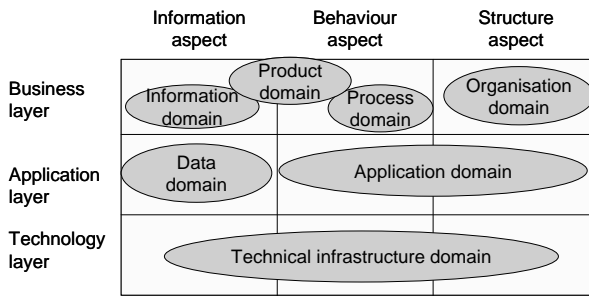 Information
aspect
Behaviour
aspect
Structure
aspect
Business
layer
Information
domain
Product
domain
Process
domain
Organisation
domain
Application
layer
Data
domain
Application domain
Technology
layer
Technical infrastructure domain